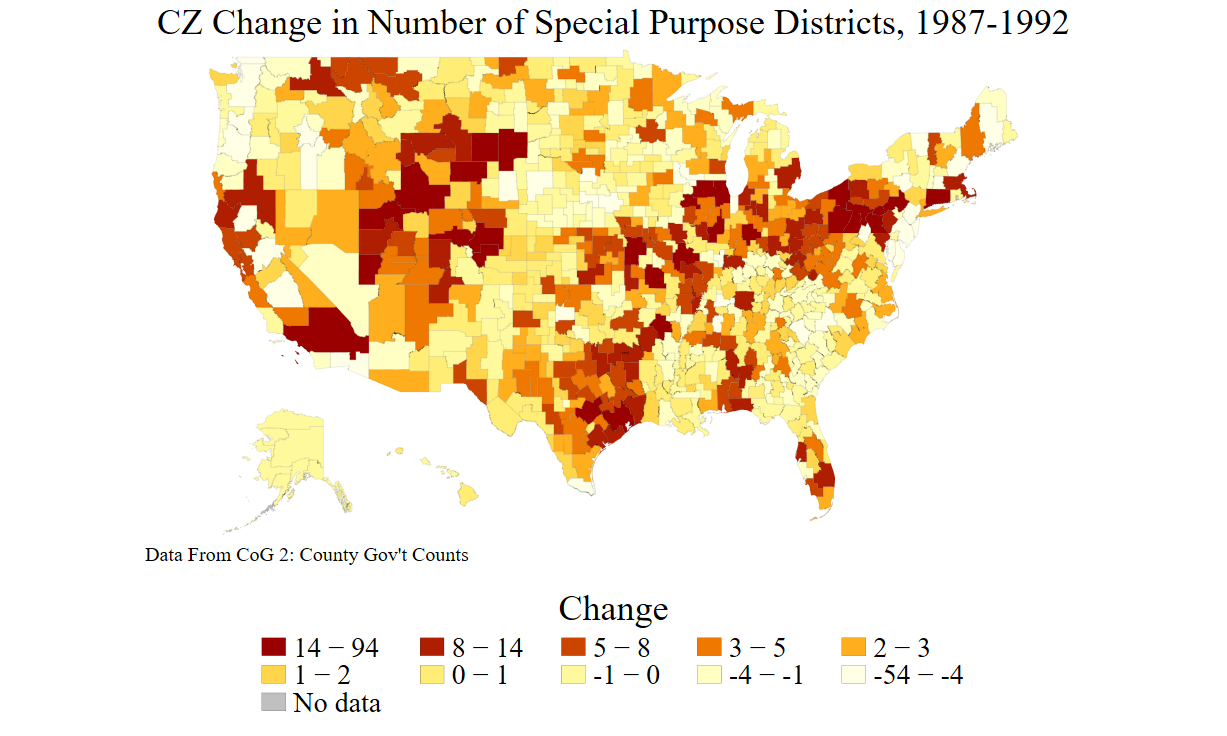 CZ Change in Number of Special Purpose Districts, 1987-1992
Data From CoG 2: County Gov't Counts
Change
14 − 94 8 − 14 5 − 8 3 − 5 2 − 3
1 − 2 0 − 1 -1 − 0 -4 − -1 -54 − -4
No data